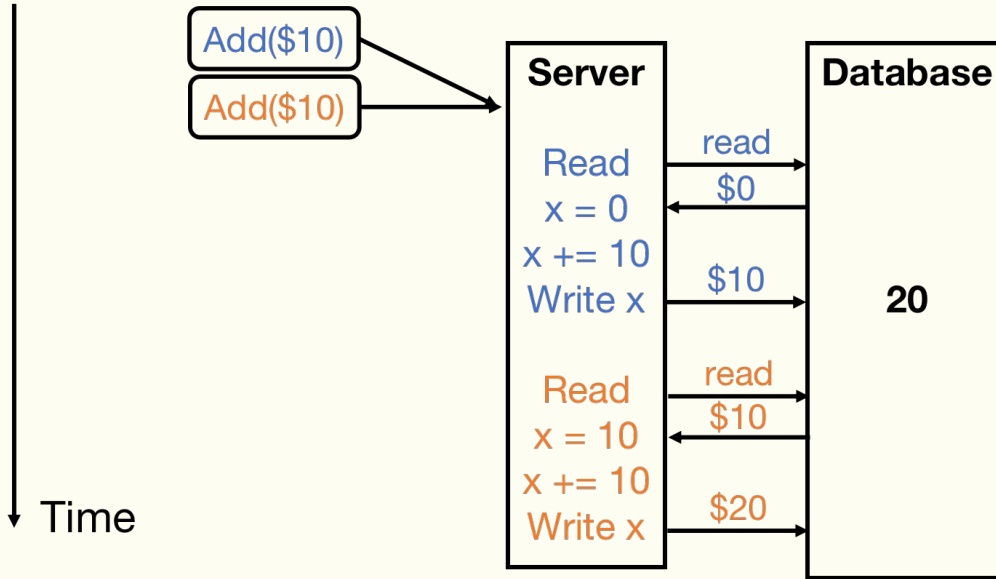 Add($10)
Add($10)
Server
Database
Read
read
x = 0
$0
x += 10
Write x
$10
20
Read
read
x = 10
$10
x += 10
Write x
$20
Time